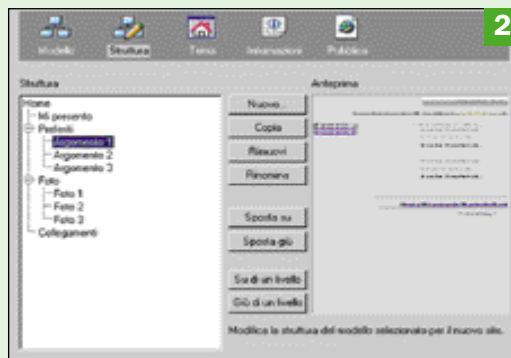 2
Modello Struttura Tema Informazioni Pubblica
Struttura Anteprima
Home
Mi presento
Preferiti
Argomento 1
Argomento 2
Argomento 3
Foto
Foto 1
Foto 2
Foto 3
Collegamenti
Nuovo...
Copia
Rimuovi
Rinomina
Sposta su
Sposta giù
Su di un livello
Giù di un livello
Modifica la struttura del modello selezionato per il nuovo sito.